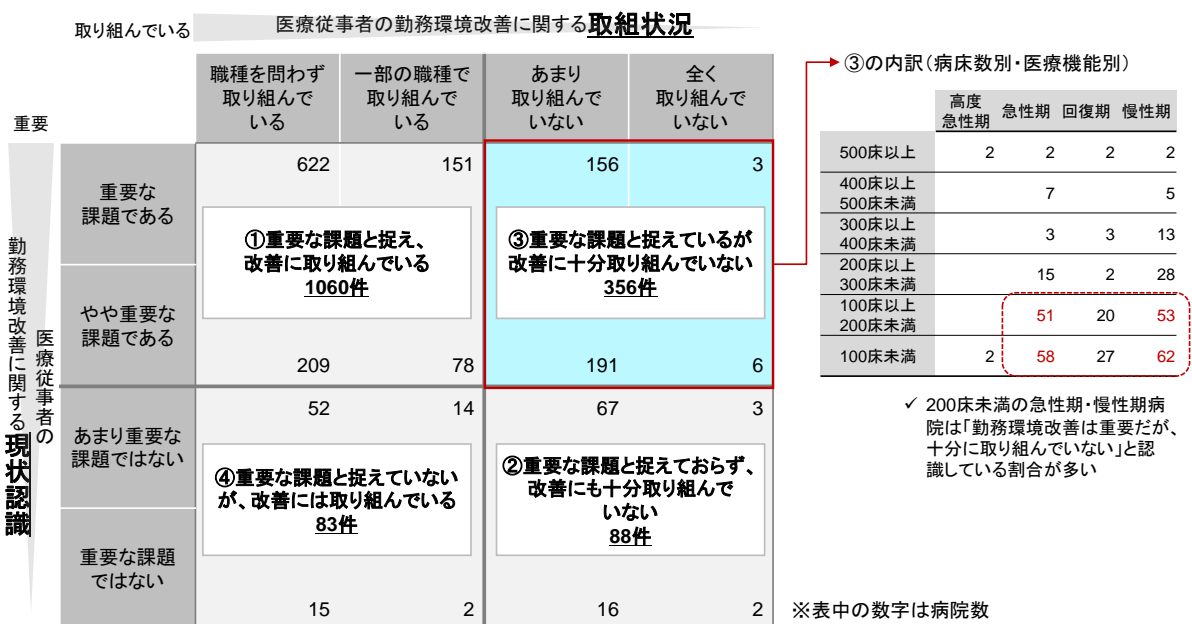 取り組んでいる
医療従事者の勤務環境改善に関する取組状況
職種を問わず
取り組んで
いる
一部の職種で
取り組んで
いる
あまり
取り組んで
いない
全く
取り組んで
いない
重要
勤務環境改善に関する現状認識
医療従事者の
重要な
課題である
622
151
156
3
①重要な課題と捉え、
改善に取り組んでいる
1060件
③重要な課題と捉えているが
改善に十分取り組んでいない
356件
やや重要な
課題である
209
78
191
6
あまり重要な
課題ではない
52
14
67
3
④重要な課題と捉えていない
が、改善には取り組んでいる
83件
②重要な課題と捉えておらず、
改善にも十分取り組んで
いない
88件
重要な課題
ではない
15
2
16
2
③の内訳(病床数別・医療機能別)
高度
急性期
急性期
回復期
慢性期
500床以上 2 2 2 2
400床以上
500床未満
7 5
300床以上
400床未満
3 3 13
200床以上
300床未満
15 2 28
100床以上
200床未満
51 20 53
100床未満 2 58 27 62
✓ 200床未満の急性期・慢性期病
院は「勤務環境改善は重要だが、
十分に取り組んでいない」と認
識している割合が多い
※表中の数字は病院数